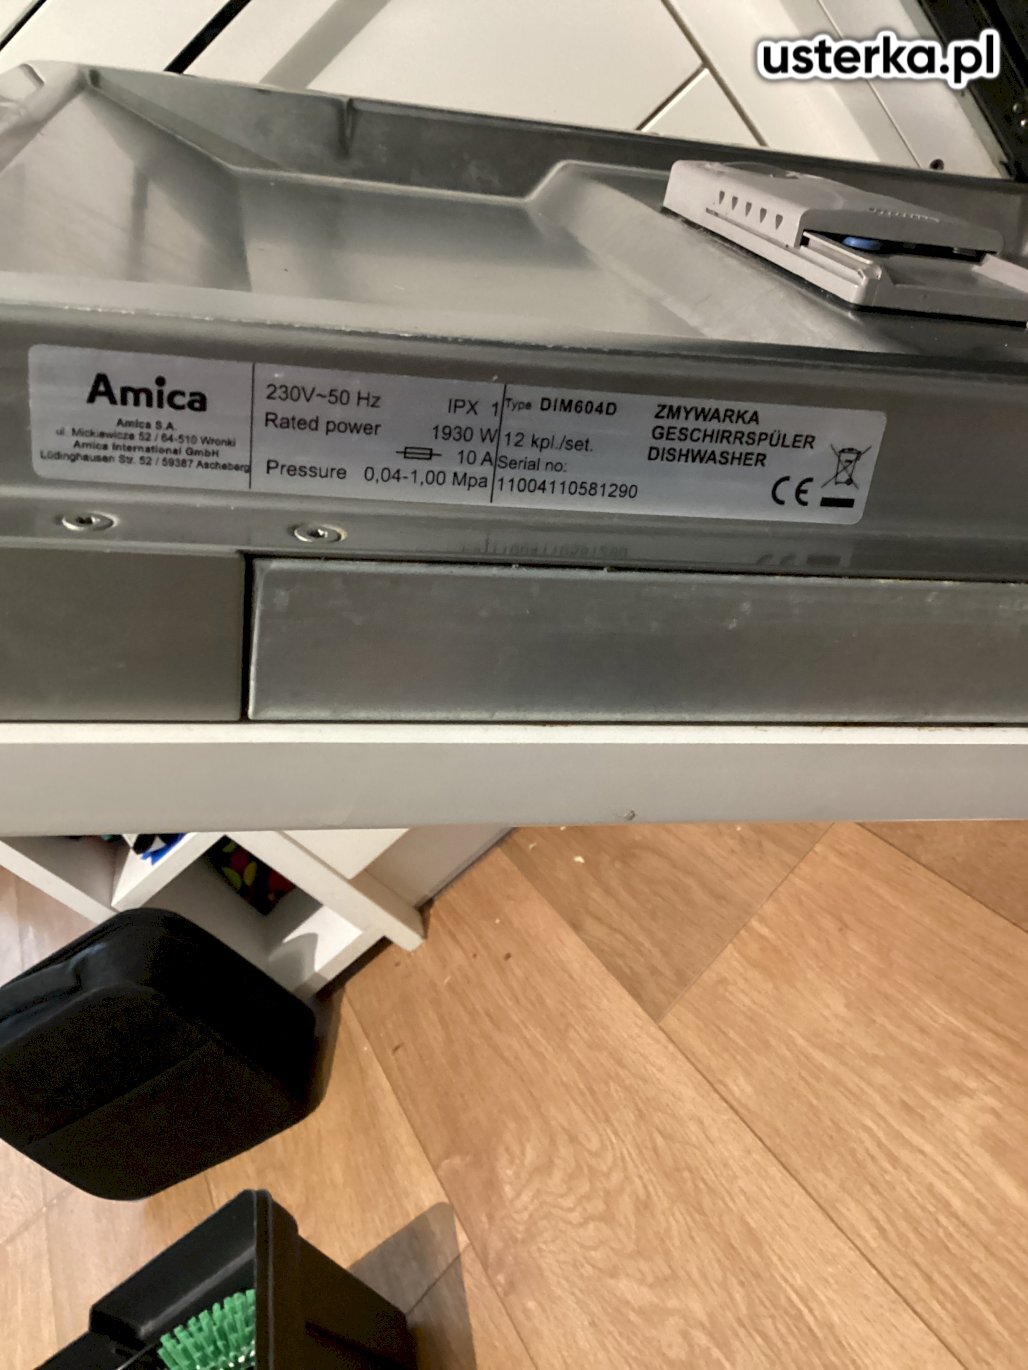 usterka.pl
Amica
Amica S.A.
ul. Mickiewicza 52 / 64-510 Wronki
Amica International GmbH
Lüdinghausen Str. 52 / 59387 Ascheberg
230V~50 Hz IPX 1
Rated power 1930 W
10 A
Pressure 0,04-1,00 Mpa
Type DIM604D
12 kpl./set.
Serial no:
11004110581290
ZMYWARKA
GESCHIRRSPÜLER
DISHWASHER
CE